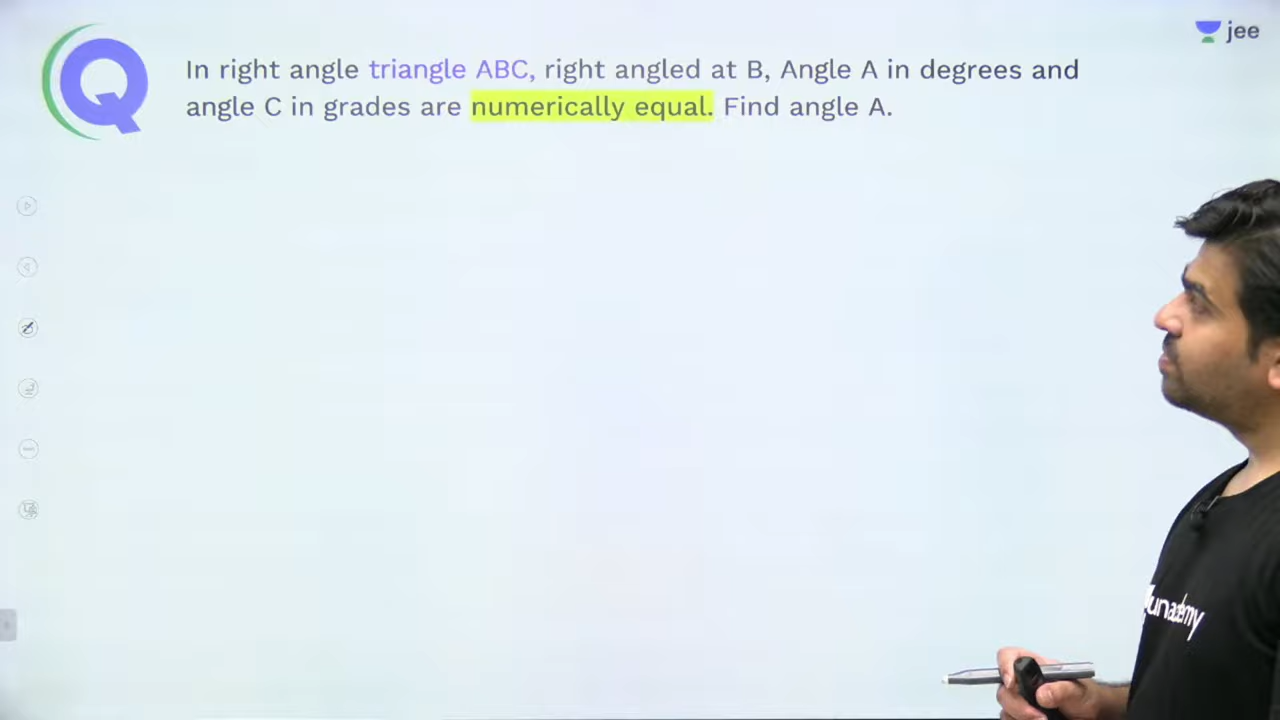 Q
jee
In right angle triangle ABC, right angled at B, Angle A in degrees and
angle C in grades are numerically equal. Find angle A.
unacademy